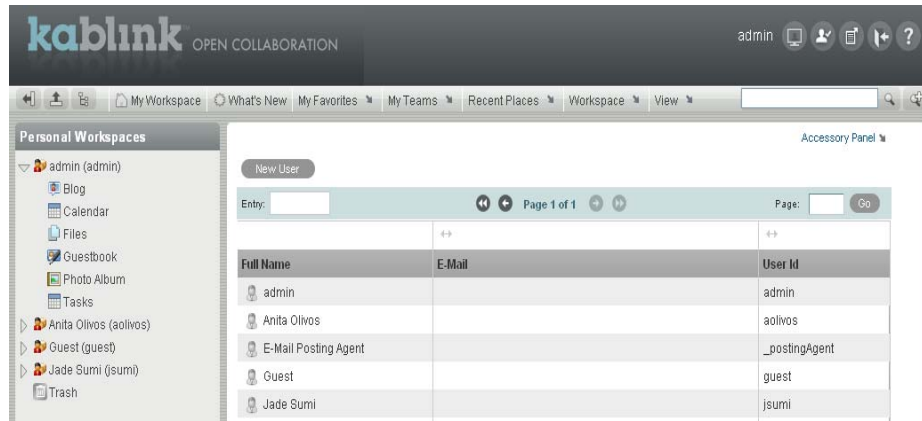 kablink OPEN COLLABORATION
admin
?
My Workspace What's New My Favorites My Teams Recent Places Workspace View
Personal Workspaces
admin (admin)
Blog
Calendar
Files
Guestbook
Photo Album
Tasks
Anita Olivos (aolivos)
Guest (guest)
Jade Sumi (jsumi)
Trash
Accessory Panel
New User
Entry: Page 1 of 1 Page: Go
Full Name E-Mail User Id
admin admin
Anita Olivos aolivos
E-Mail Posting Agent _postingAgent
Guest guest
Jade Sumi jsumi